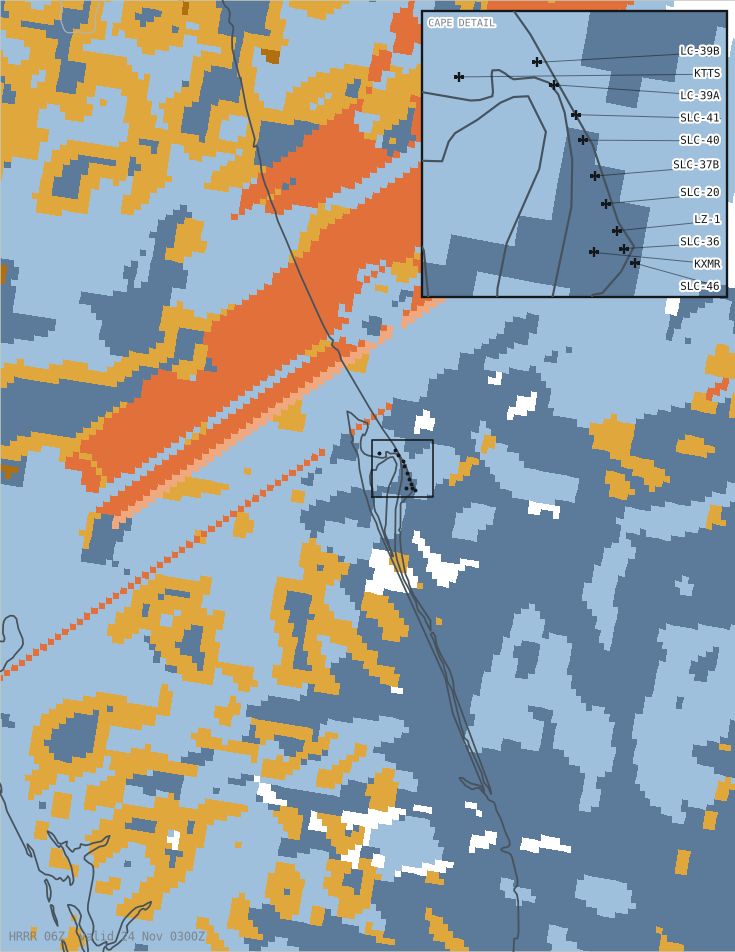 CAPE DETAIL
LC-39B
KTTS
LC-39A
SLC-41
SLC-40
SLC-37B
SLC-20
LZ-1
SLC-36
KXMR
SLC-46
HRRR 06Z valid 24 Nov 0300Z